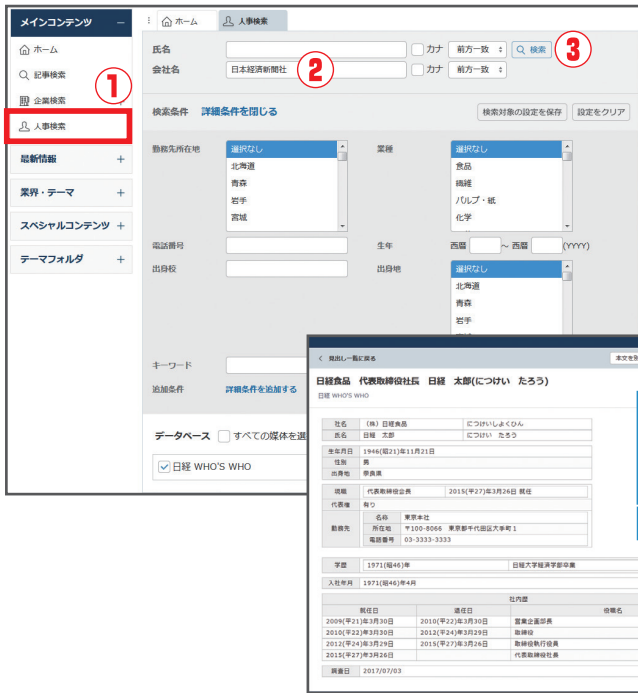 メインコンテンツ −
ホーム
記事検索
企業検索
人事検索
最新情報 +
業界・テーマ +
スペシャルコンテンツ +
テーマフォルダ +
①
ホーム 人事検索
氏名 カナ 前方一致 検索
③
会社名 日本経済新聞社 カナ 前方一致
②
検索条件 詳細条件を閉じる 検索対象の設定を保存 設定をクリア
勤務先所在地 選択なし 業種 選択なし
北海道 食品
青森 繊維
岩手 パルプ・紙
宮城 化学
電話番号 生年 西暦 ～ 西暦 (YYYY)
出身校 出身地 選択なし
北海道
青森
岩手
キーワード
追加条件 詳細条件を追加する
データベース すべての媒体を選
日経 WHO'S WHO
＜ 見出し一覧に戻る 本文を別
日経食品 代表取締役社長 日経 太郎(につけい たろう)
日経 WHO'S WHO
社名 (株) 日経食品 につけいしよくひん
氏名 日経 太郎 につけい たろう
生年月日 1946(昭21)年11月21日
性別 男
出身地 奈良県
現職 代表取締役会長 2015(平27)年3月26日 就任
代表権 有り
勤務先 名称 東京本社
所在地 〒100-8066 東京都千代田区大手町1
電話番号 03-3333-3333
学歴 1971(昭46)年 日経大学経済学部卒業
入社年月 1971(昭46)年4月
社内歴
就任日 退任日 役職名
2009(平21)年3月30日 2010(平22)年3月30日 営業企画部長
2010(平22)年3月30日 2012(平24)年3月29日 取締役
2012(平24)年3月29日 2015(平27)年3月26日 取締役執行役員
2015(平27)年3月26日 代表取締役社長
調査日 2017/07/03